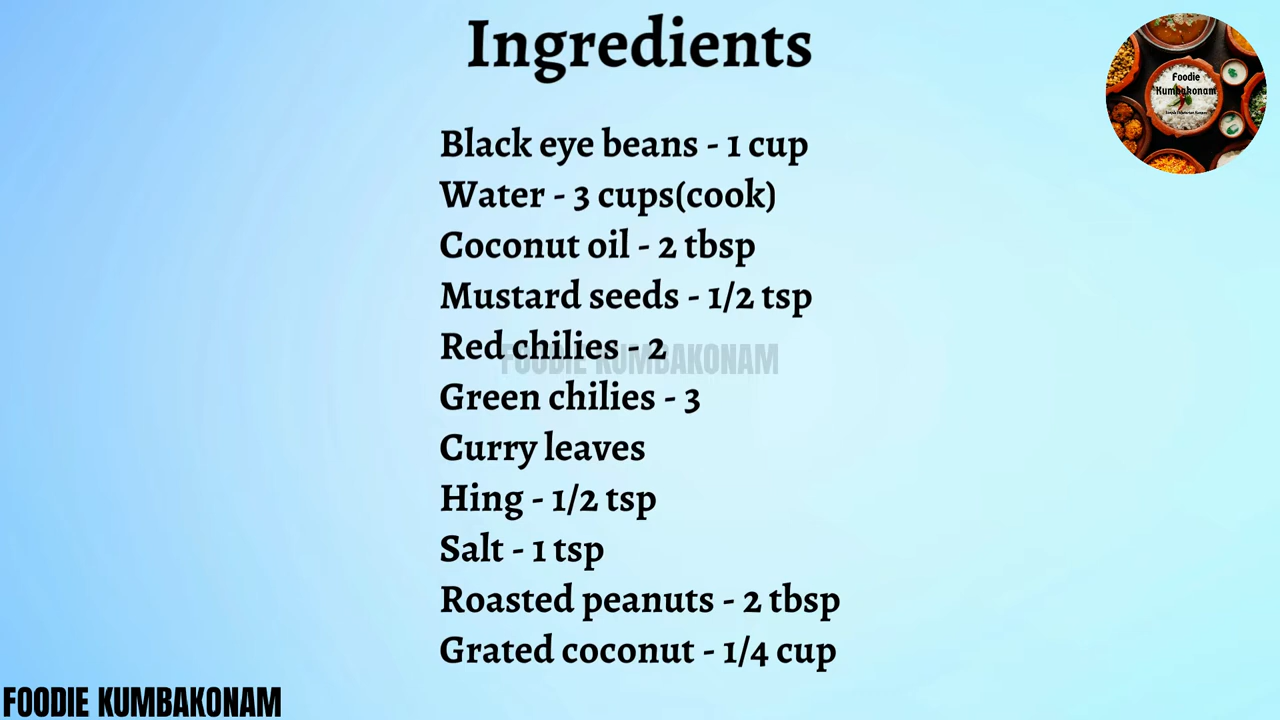 Ingredients
Foodie
Kumbakonam
Black eye beans - 1 cup
Water - 3 cups(cook)
Coconut oil - 2 tbsp
Mustard seeds - 1/2 tsp
Red chilies - 2
FOODIE KUMBAKONAM
Green chilies - 3
Curry leaves
Hing - 1/2 tsp
Salt - 1 tsp
Roasted peanuts - 2 tbsp
Grated coconut - 1/4 cup
FOODIE KUMBAKONAM